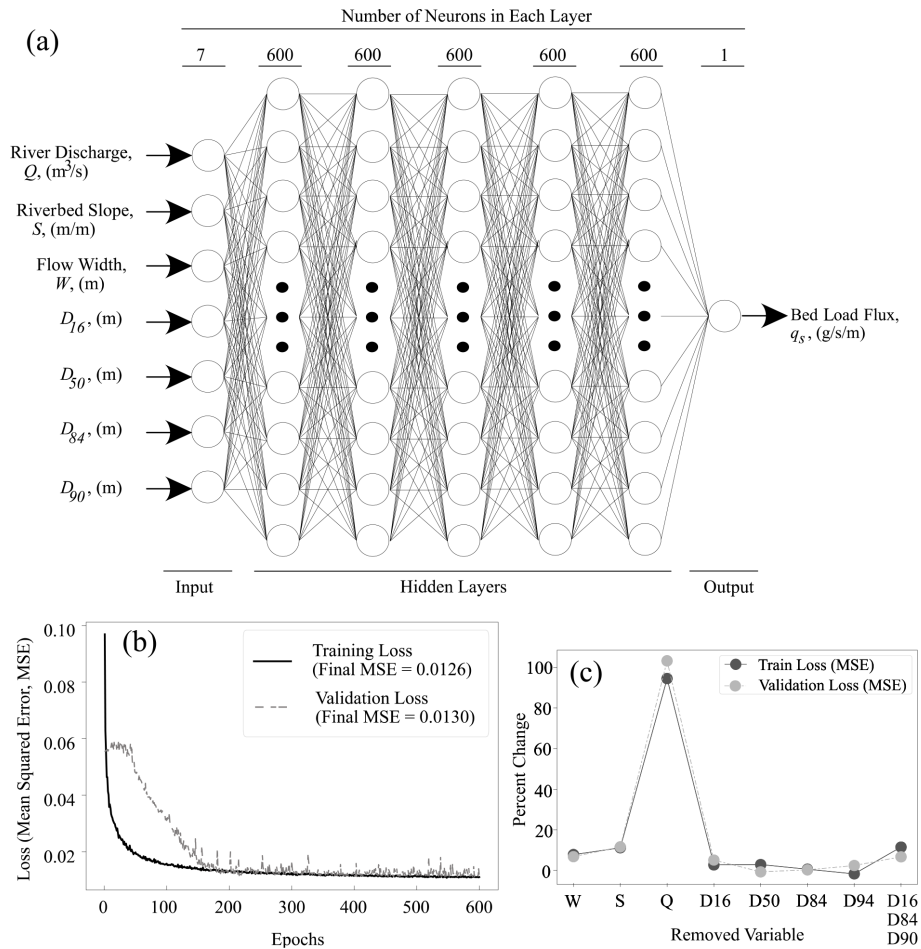 (a)
Number of Neurons in Each Layer
7 600 600 600 600 600 1
River Discharge,
Q, (m³/s)
Riverbed Slope,
S, (m/m)
Flow Width,
W, (m)
D16, (m)
D50, (m)
D84, (m)
D90, (m)
Bed Load Flux,
qs, (g/s/m)
Input Hidden Layers Output
(b)
Loss (Mean Squared Error, MSE)
0.10
0.08
0.06
0.04
0.02
Training Loss
(Final MSE = 0.0126)
Validation Loss
(Final MSE = 0.0130)
0 100 200 300 400 500 600
Epochs
(c)
Percent Change
100
80
60
40
20
0
Train Loss (MSE)
Validation Loss (MSE)
W S Q D16 D50 D84 D94 D16
D84
D90
Removed Variable